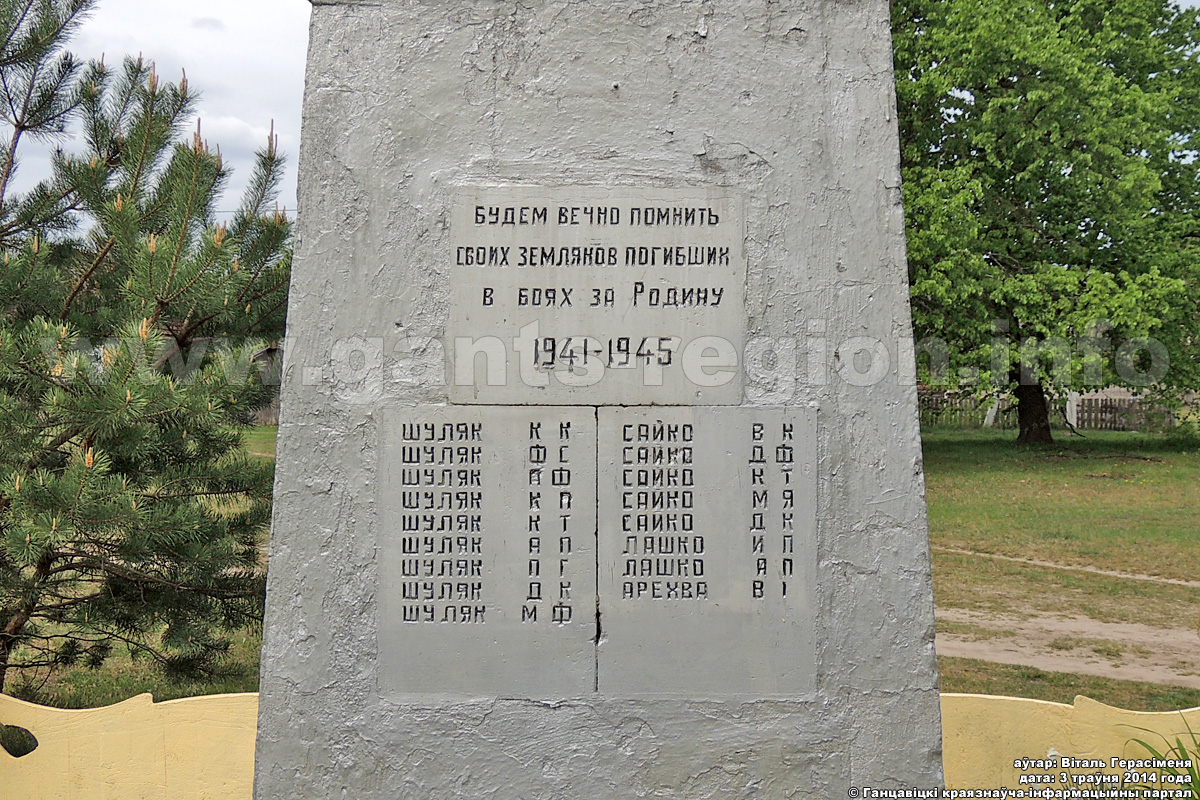 БУДЕМ ВЕЧНО ПОМНИТЬ
СВОИХ ЗЕМЛЯКОВ ПОГИБШИХ
В БОЯХ ЗА РОДИНУ
1941-1945
ШУЛЯК К К
ШУЛЯК Ф С
ШУЛЯК П Ф
ШУЛЯК К П
ШУЛЯК К Т
ШУЛЯК А П
ШУЛЯК П Г
ШУЛЯК Д К
ШУЛЯК М Ф
САЙКО В К
САЙКО Д Ф
САЙКО К Т
САЙКО М Я
САЙКО Д К
ЛАШКО И П
ЛАШКО А П
АРЕХВА В І
www.gants-region.info
аўтар: Віталь Герасіменя
дата: 3 траўня 2014 года
© Ганцавіцкі краязнаўча-інфармацыйны партал